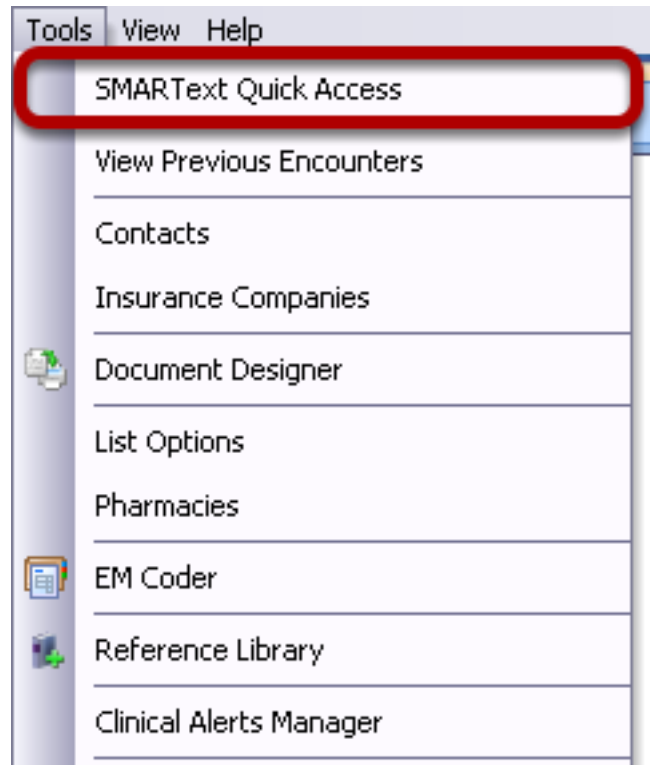 Tools View Help
SMARText Quick Access
View Previous Encounters
Contacts
Insurance Companies
Document Designer
List Options
Pharmacies
EM Coder
Reference Library
Clinical Alerts Manager